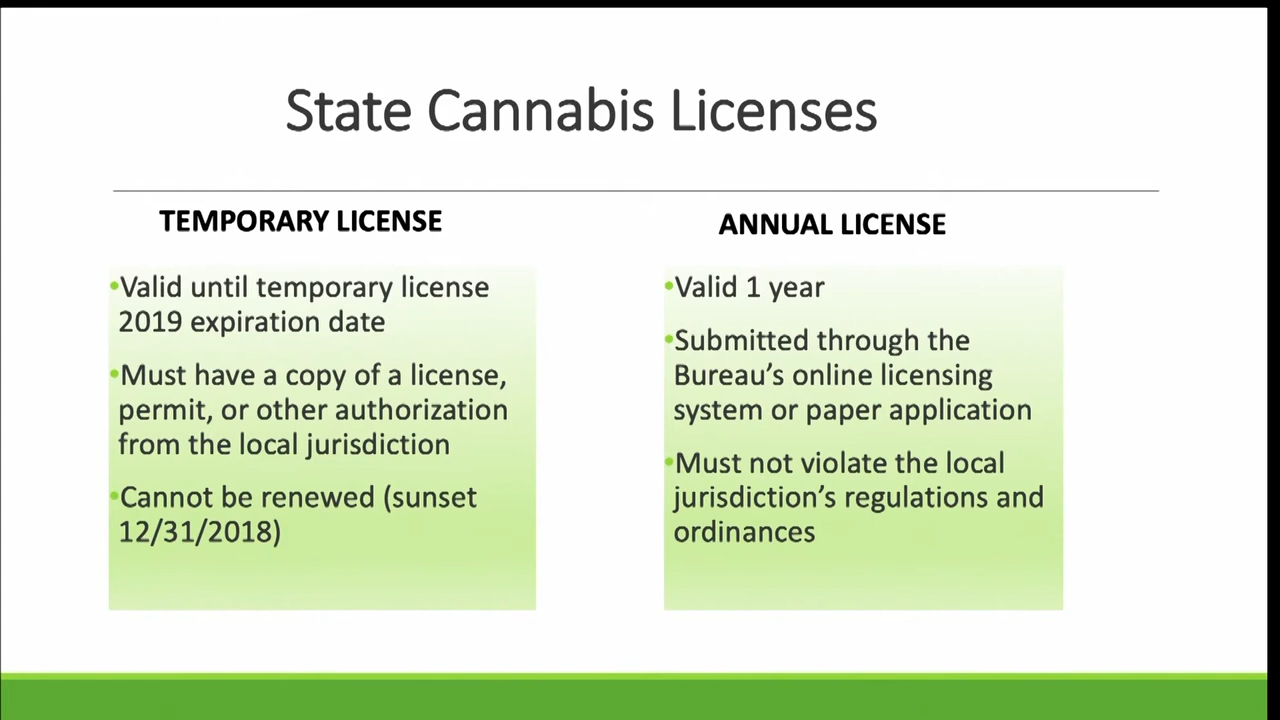 State Cannabis Licenses
TEMPORARY LICENSE
•Valid until temporary license
2019 expiration date
•Must have a copy of a license,
permit, or other authorization
from the local jurisdiction
•Cannot be renewed (sunset
12/31/2018)
ANNUAL LICENSE
•Valid 1 year
•Submitted through the
Bureau’s online licensing
system or paper application
•Must not violate the local
jurisdiction’s regulations and
ordinances